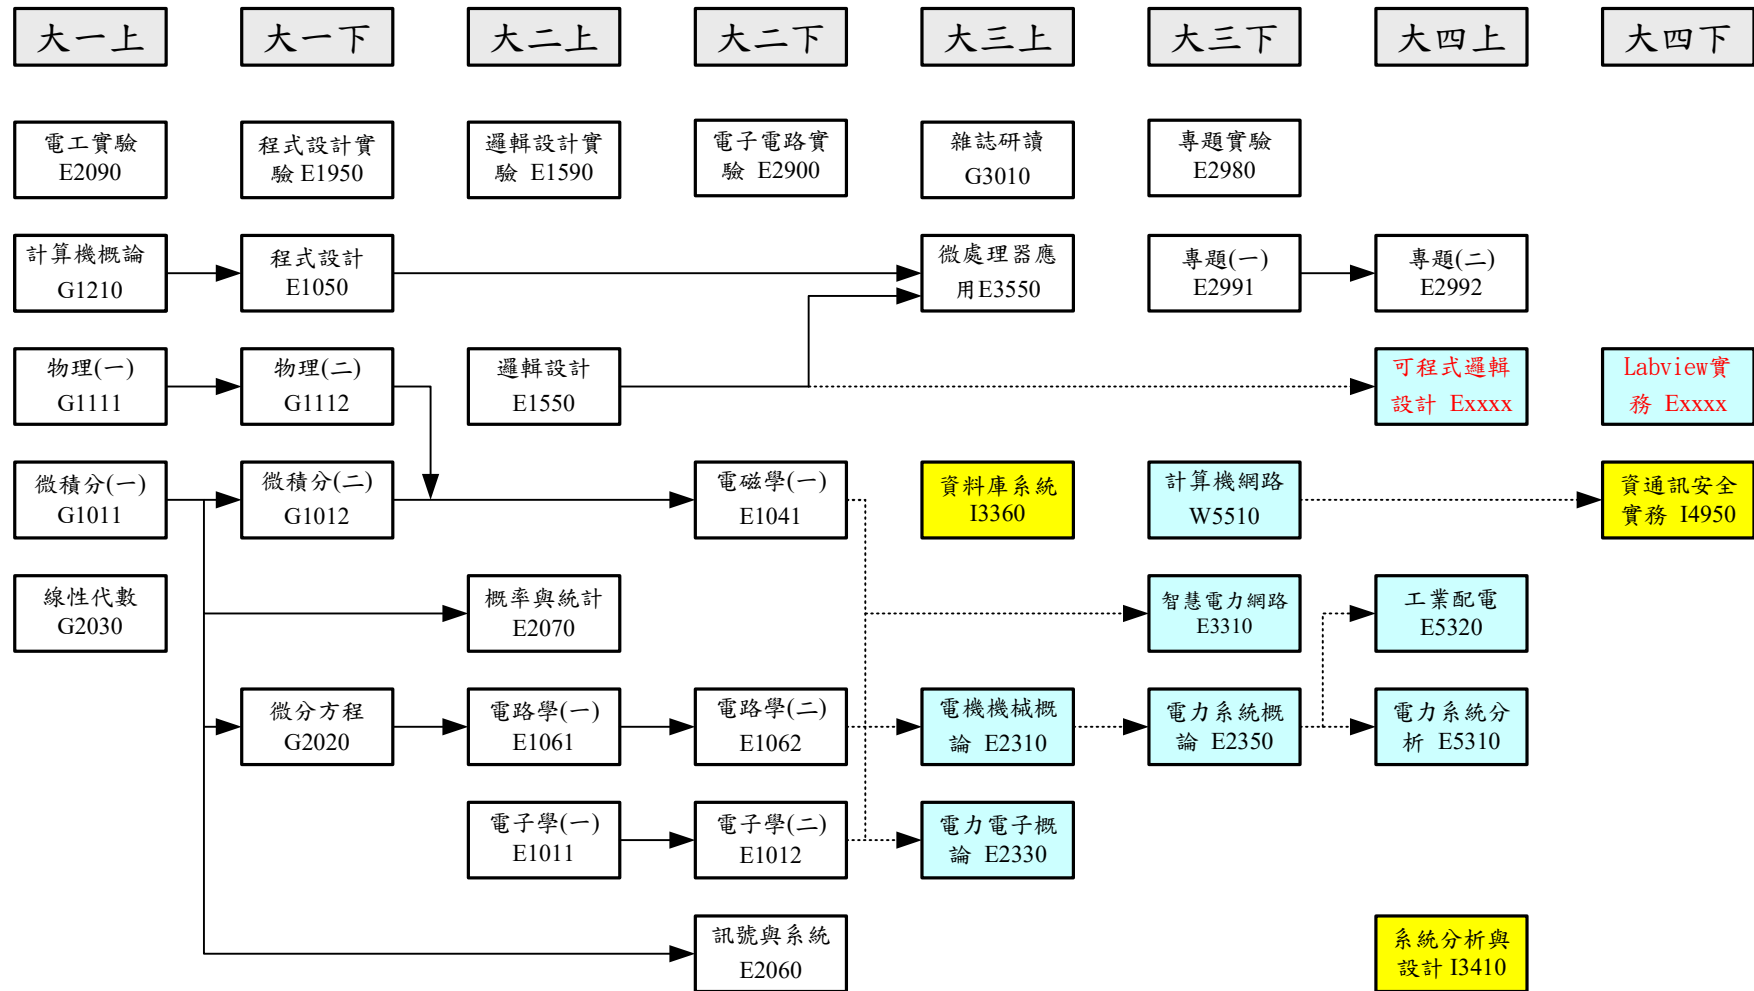 大一上
大一下
大二上
大二下
大三上
大三下
大四上
大四下
電工實驗
E2090
程式設計實
驗 E1950
邏輯設計實
驗 E1590
電子電路實
驗 E2900
雜誌研讀
G3010
專題實驗
E2980
計算機概論
G1210
程式設計
E1050
微處理器應
用E3550
專題(一)
E2991
專題(二)
E2992
物理(一)
G1111
物理(二)
G1112
邏輯設計
E1550
可程式邏輯
設計 Exxxx
Labview實
務 Exxxx
微積分(一)
G1011
微積分(二)
G1012
電磁學(一)
E1041
資料庫系統
I3360
計算機網路
W5510
資通訊安全
實務 I4950
線性代數
G2030
概率與統計
E2070
智慧電力網路
E3310
工業配電
E5320
微分方程
G2020
電路學(一)
E1061
電路學(二)
E1062
電機機械概
論 E2310
電力系統概
論 E2350
電力系統分
析 E5310
電子學(一)
E1011
電子學(二)
E1012
電力電子概
論 E2330
訊號與系統
E2060
系統分析與
設計 I3410